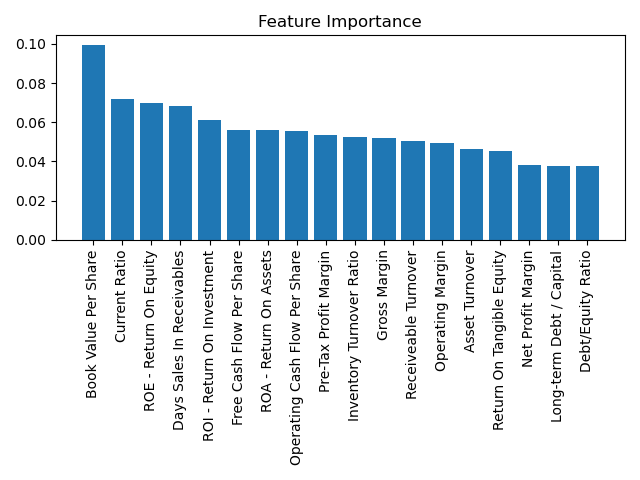 Feature Importance
0.10
0.08
0.06
0.04
0.02
0.00
Book Value Per Share
Current Ratio
ROE - Return On Equity
Days Sales In Receivables
ROI - Return On Investment
Free Cash Flow Per Share
ROA - Return On Assets
Operating Cash Flow Per Share
Pre-Tax Profit Margin
Inventory Turnover Ratio
Gross Margin
Receiveable Turnover
Operating Margin
Asset Turnover
Return On Tangible Equity
Net Profit Margin
Long-term Debt / Capital
Debt/Equity Ratio